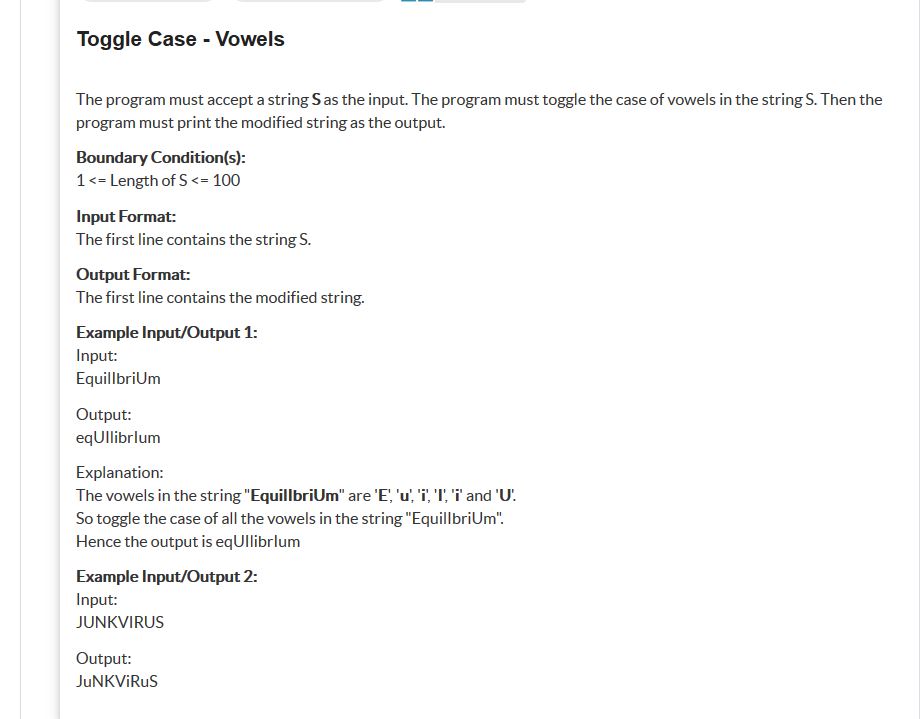 Toggle Case - Vowels
The program must accept a string S as the input. The program must toggle the case of vowels in the string S. Then the
program must print the modified string as the output.
Boundary Condition(s):
1 <= Length of S <= 100
Input Format:
The first line contains the string S.
Output Format:
The first line contains the modified string.
Example Input/Output 1:
Input:
EquilIbriUm
Output:
eqUIlibrIum
Explanation:
The vowels in the string "EquilIbriUm" are 'E', 'u', 'i', 'I', 'i' and 'U'.
So toggle the case of all the vowels in the string "EquilIbriUm".
Hence the output is eqUIlibrIum
Example Input/Output 2:
Input:
JUNKVIRUS
Output:
JuNKViRuS